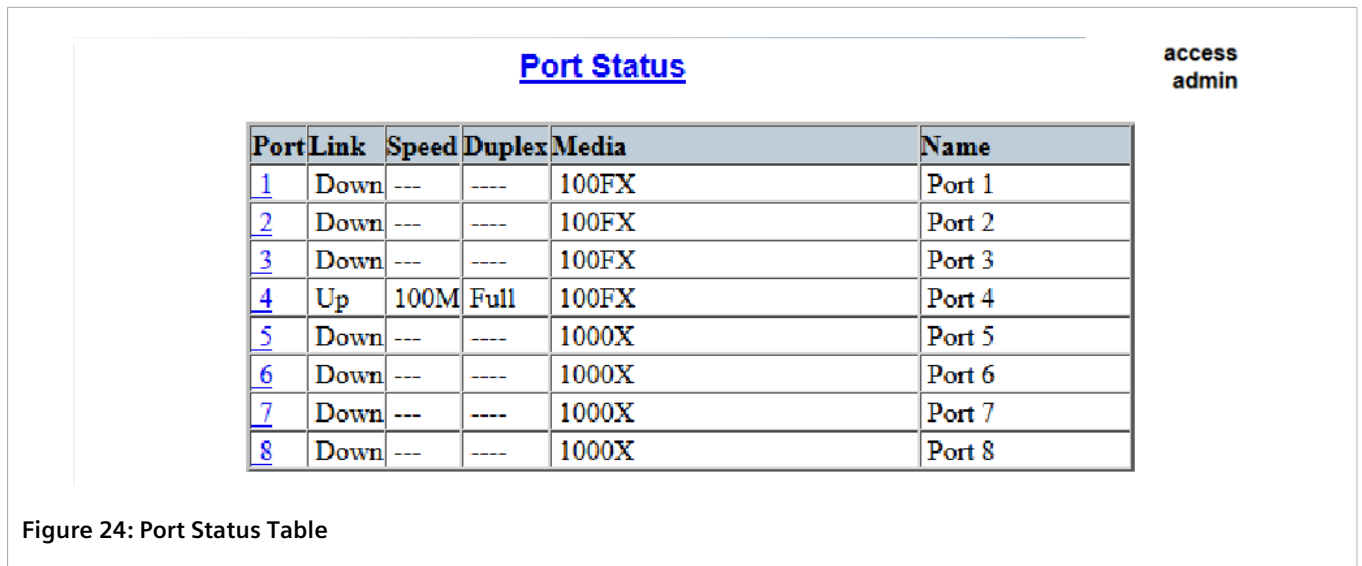 Port Status
access
admin
Port Link Speed Duplex Media Name
1 Down --- ---- 100FX Port 1
2 Down --- ---- 100FX Port 2
3 Down --- ---- 100FX Port 3
4 Up 100M Full 100FX Port 4
5 Down --- ---- 1000X Port 5
6 Down --- ---- 1000X Port 6
7 Down --- ---- 1000X Port 7
8 Down --- ---- 1000X Port 8
Figure 24: Port Status Table